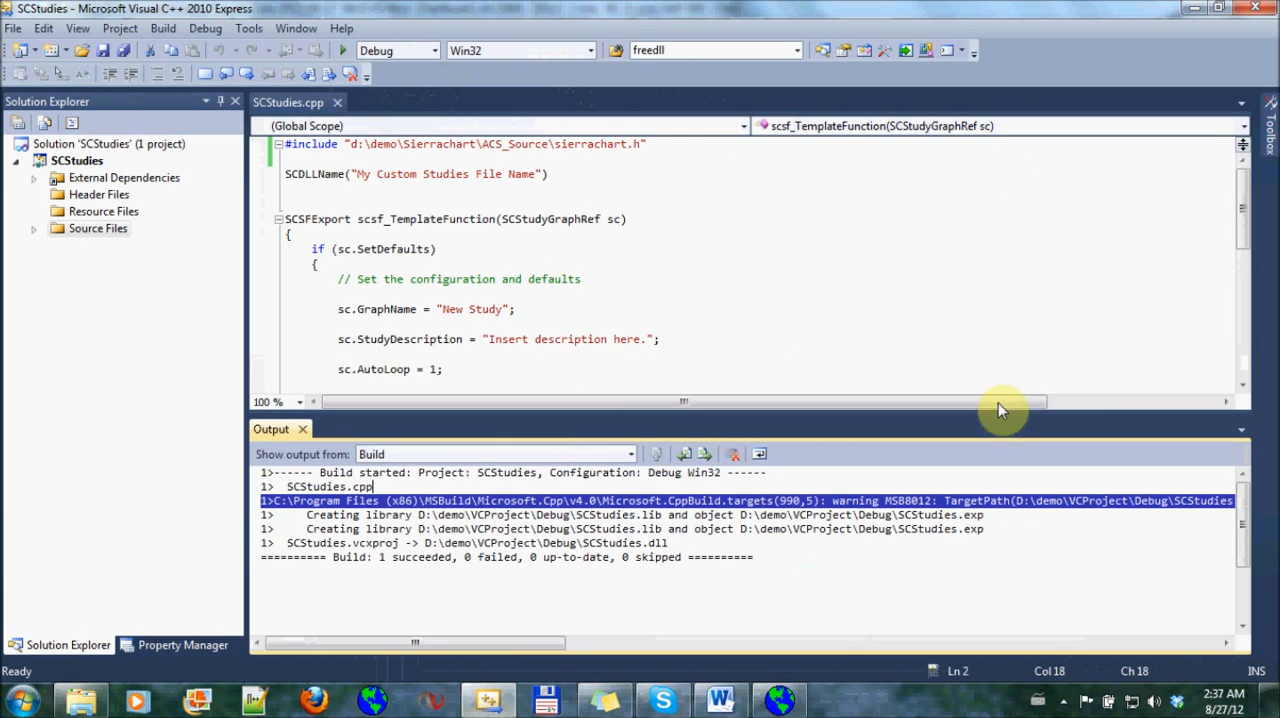 SCStudies - Microsoft Visual C++ 2010 Express
File Edit View Project Build Debug Tools Window Help
Debug Win32 freedll
Solution Explorer
SCStudies.cpp
(Global Scope) scsf_TemplateFunction(SCStudyGraphRef sc)
Toolbox
Solution 'SCStudies' (1 project)
SCStudies
External Dependencies
Header Files
Resource Files
Source Files
#include "d:\demo\Sierrachart\ACS_Source\sierrachart.h"
SCDLLName("My Custom Studies File Name")
SCSFExport scsf_TemplateFunction(SCStudyGraphRef sc)
{
if (sc.SetDefaults)
{
// Set the configuration and defaults
sc.GraphName = "New Study";
sc.StudyDescription = "Insert description here.";
sc.AutoLoop = 1;
100 %
Output
Show output from: Build
1>------ Build started: Project: SCStudies, Configuration: Debug Win32 ------
1> SCStudies.cpp
1>C:\Program Files (x86)\MSBuild\Microsoft.Cpp\v4.0\Microsoft.CppBuild.targets(990,5): warning MSB8012: TargetPath(D:\demo\VCProject\Debug\SCStudies
1> Creating library D:\demo\VCProject\Debug\SCStudies.lib and object D:\demo\VCProject\Debug\SCStudies.exp
1> Creating library D:\demo\VCProject\Debug\SCStudies.lib and object D:\demo\VCProject\Debug\SCStudies.exp
1> SCStudies.vcxproj -> D:\demo\VCProject\Debug\SCStudies.dll
========== Build: 1 succeeded, 0 failed, 0 up-to-date, 0 skipped ==========
Solution Explorer Property Manager
Ready Ln 2 Col 18 Ch 18 INS
2:37 AM
8/27/12